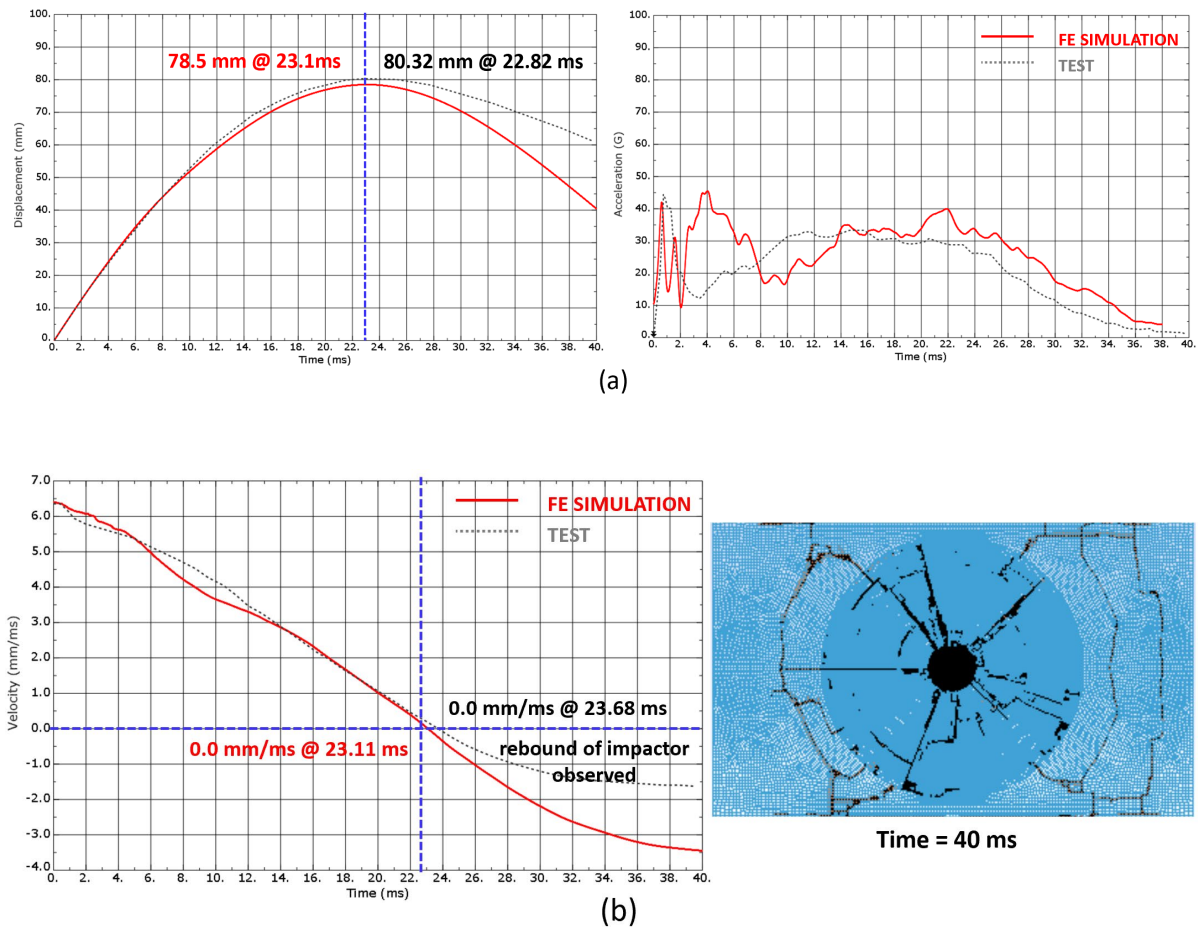 100.
90.
80.
70.
60.
50.
40.
30.
20.
10.
0.
Displacement (mm)
78.5 mm @ 23.1ms
80.32 mm @ 22.82 ms
0. 2. 4. 6. 8. 10. 12. 14. 16. 18. 20. 22. 24. 26. 28. 30. 32. 34. 36. 38. 40.
Time (ms)
100.
90.
80.
70.
60.
50.
40.
30.
20.
10.
0.
Acceleration (G)
FE SIMULATION
TEST
0. 2. 4. 6. 8. 10. 12. 14. 16. 18. 20. 22. 24. 26. 28. 30. 32. 34. 36. 38. 40.
Time (ms)
(a)
7.0
6.0
5.0
4.0
3.0
2.0
1.0
0.0
-1.0
-2.0
-3.0
-4.0
Velocity (mm/ms)
FE SIMULATION
TEST
0.0 mm/ms @ 23.68 ms
0.0 mm/ms @ 23.11 ms
rebound of impactor
observed
0. 2. 4. 6. 8. 10. 12. 14. 16. 18. 20. 22. 24. 26. 28. 30. 32. 34. 36. 38. 40.
Time (ms)
Time = 40 ms
(b)